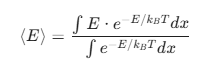 ⟨E⟩ = ∫ E · e^{−E/k_BT} dx / ∫ e^{−E/k_BT} dx